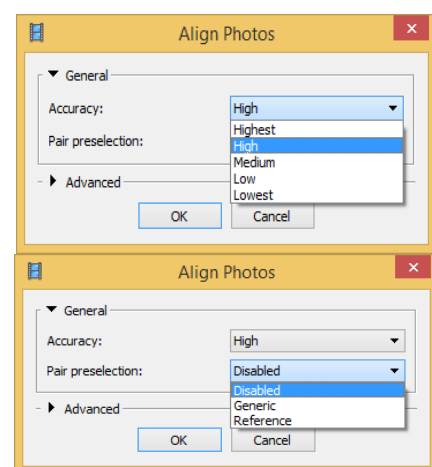 Align Photos
General
Accuracy: High
Highest
High
Pair preselection: Medium
Low
Advanced
Lowest
OK Cancel
Align Photos
General
Accuracy: High
Pair preselection: Disabled
Disabled
Generic
Advanced
Reference
OK Cancel